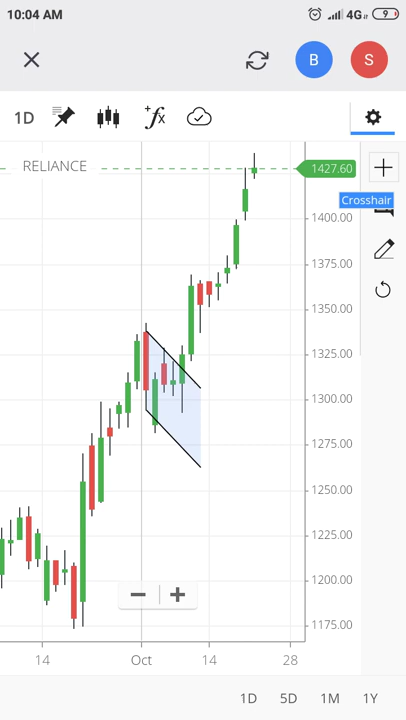 10:04 AM
4G
9
B
S
1D
+fx
RELIANCE
1427.60
Crosshair
1400.00
1375.00
1350.00
1325.00
1300.00
1275.00
1250.00
1225.00
1200.00
1175.00
14 Oct 14 28
1D 5D 1M 1Y